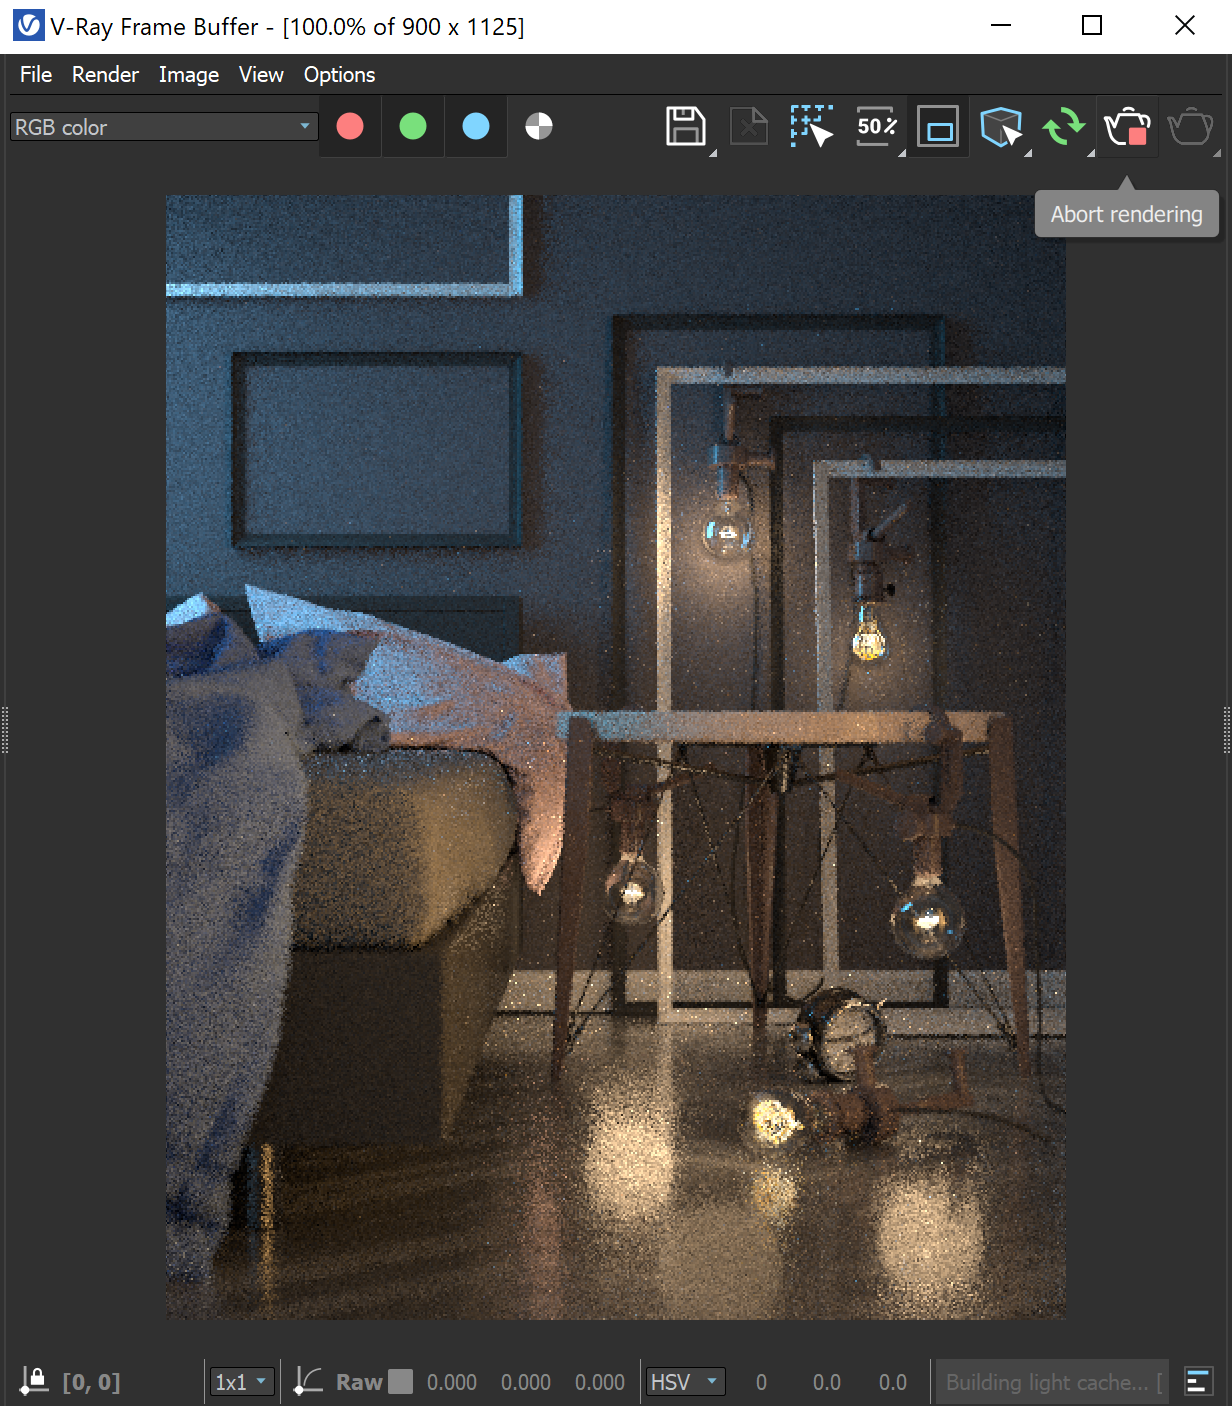 V-Ray Frame Buffer - [100.0% of 900 x 1125]
File Render Image View Options
RGB color
50%
Abort rendering
[0, 0] 1x1 Raw 0.000 0.000 0.000 HSV 0 0.0 0.0 Building light cache... [